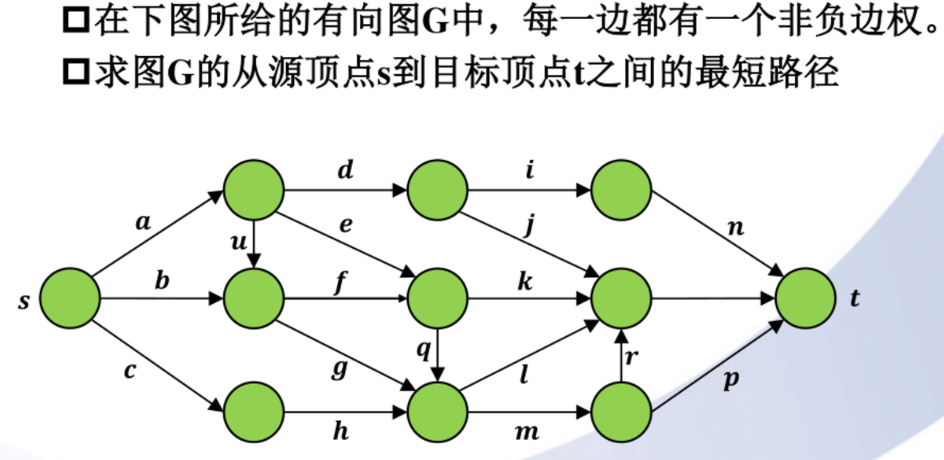 在下图所给的有向图G中，每一边都有一个非负边权。
求图G的从源顶点s到目标顶点t之间的最短路径
d
i
a
e
j
n
u
s
b
f
k
t
c
g
q
l
r
p
h
m